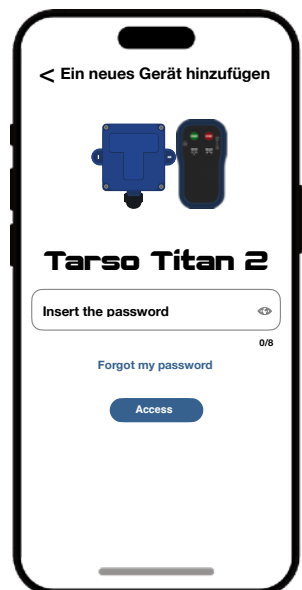 < Ein neues Gerät hinzufügen
Tarso Titan 2
Insert the password
0/8
Forgot my password
Access